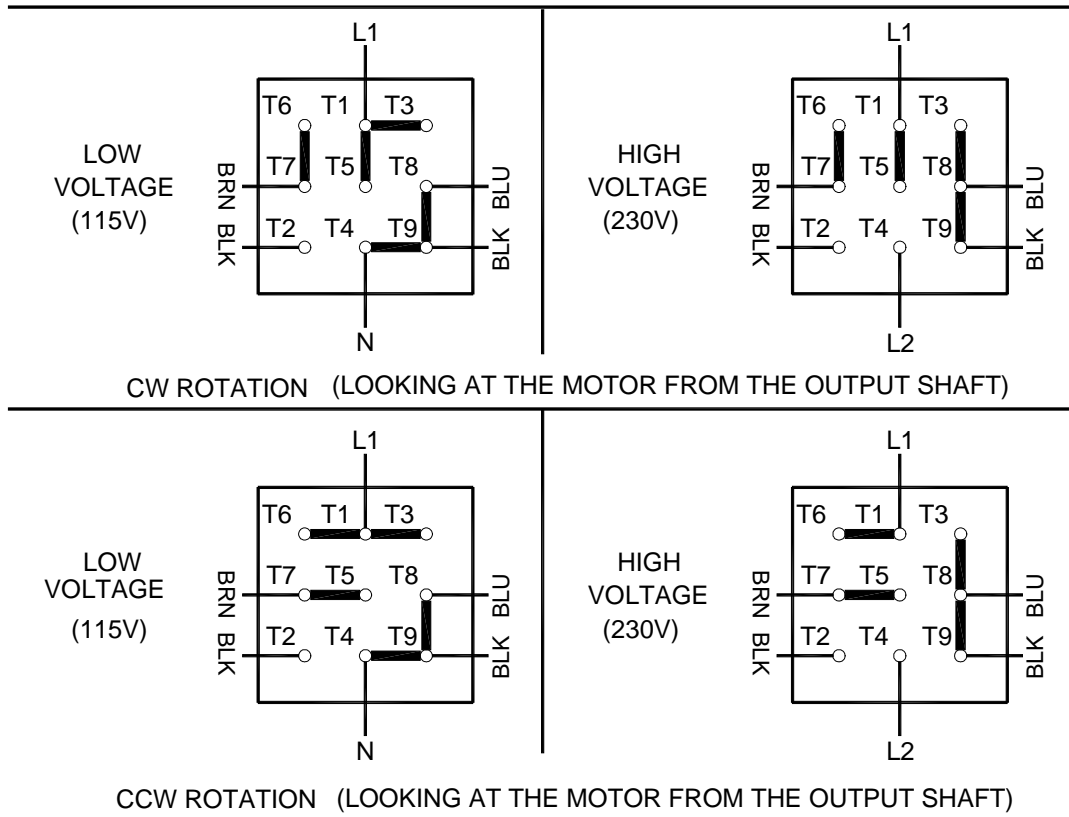 L1
T6 T1 T3
LOW
VOLTAGE
(115V)
BRN T7 T5 T8 BLU
BLK T2 T4 T9 BLK
N
L1
T6 T1 T3
HIGH
VOLTAGE
(230V)
BRN T7 T5 T8 BLU
BLK T2 T4 T9 BLK
L2
CW ROTATION (LOOKING AT THE MOTOR FROM THE OUTPUT SHAFT)
L1
T6 T1 T3
LOW
VOLTAGE
(115V)
BRN T7 T5 T8 BLU
BLK T2 T4 T9 BLK
N
L1
T6 T1 T3
HIGH
VOLTAGE
(230V)
BRN T7 T5 T8 BLU
BLK T2 T4 T9 BLK
L2
CCW ROTATION (LOOKING AT THE MOTOR FROM THE OUTPUT SHAFT)